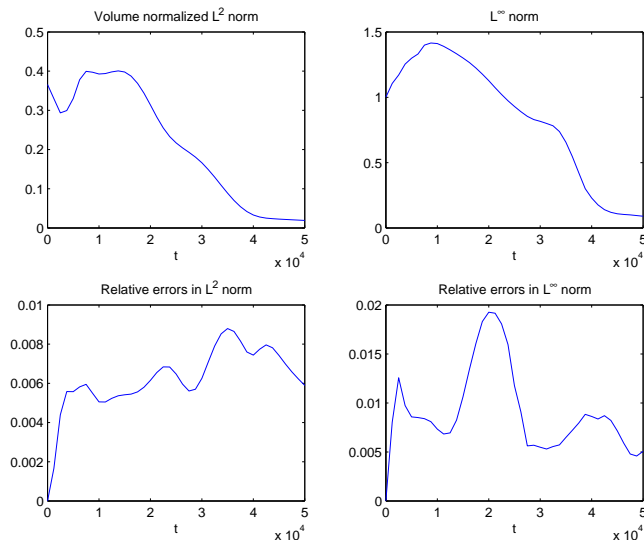 Volume normalized L² norm
0.5
0.4
0.3
0.2
0.1
0
0 1 2 3 4 5
t
x 10⁴
L∞ norm
1.5
1
0.5
0
0 1 2 3 4 5
t
x 10⁴
Relative errors in L² norm
0.01
0.008
0.006
0.004
0.002
0
0 1 2 3 4 5
t
x 10⁴
Relative errors in L∞ norm
0.02
0.015
0.01
0.005
0
0 1 2 3 4 5
t
x 10⁴